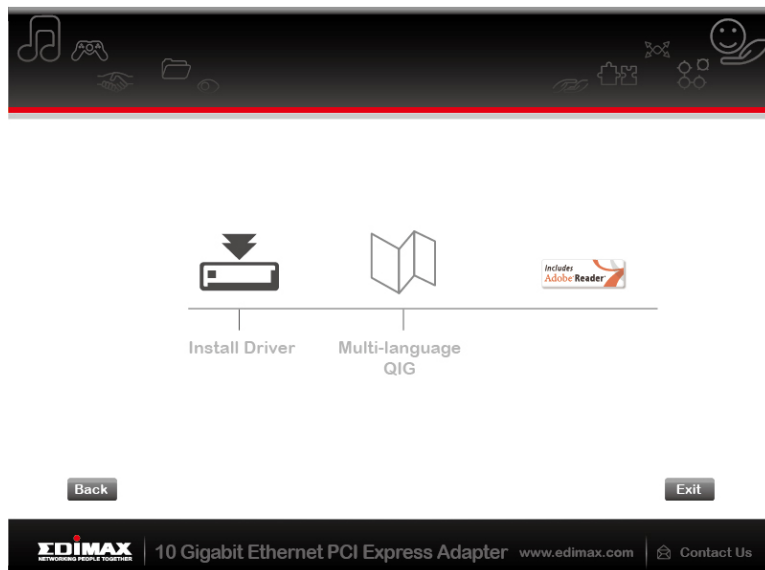 Includes
Adobe Reader
Install Driver
Multi-language
QIG
Back
Exit
EDIMAX
NETWORKING PEOPLE TOGETHER
10 Gigabit Ethernet PCI Express Adapter
www.edimax.com
Contact Us